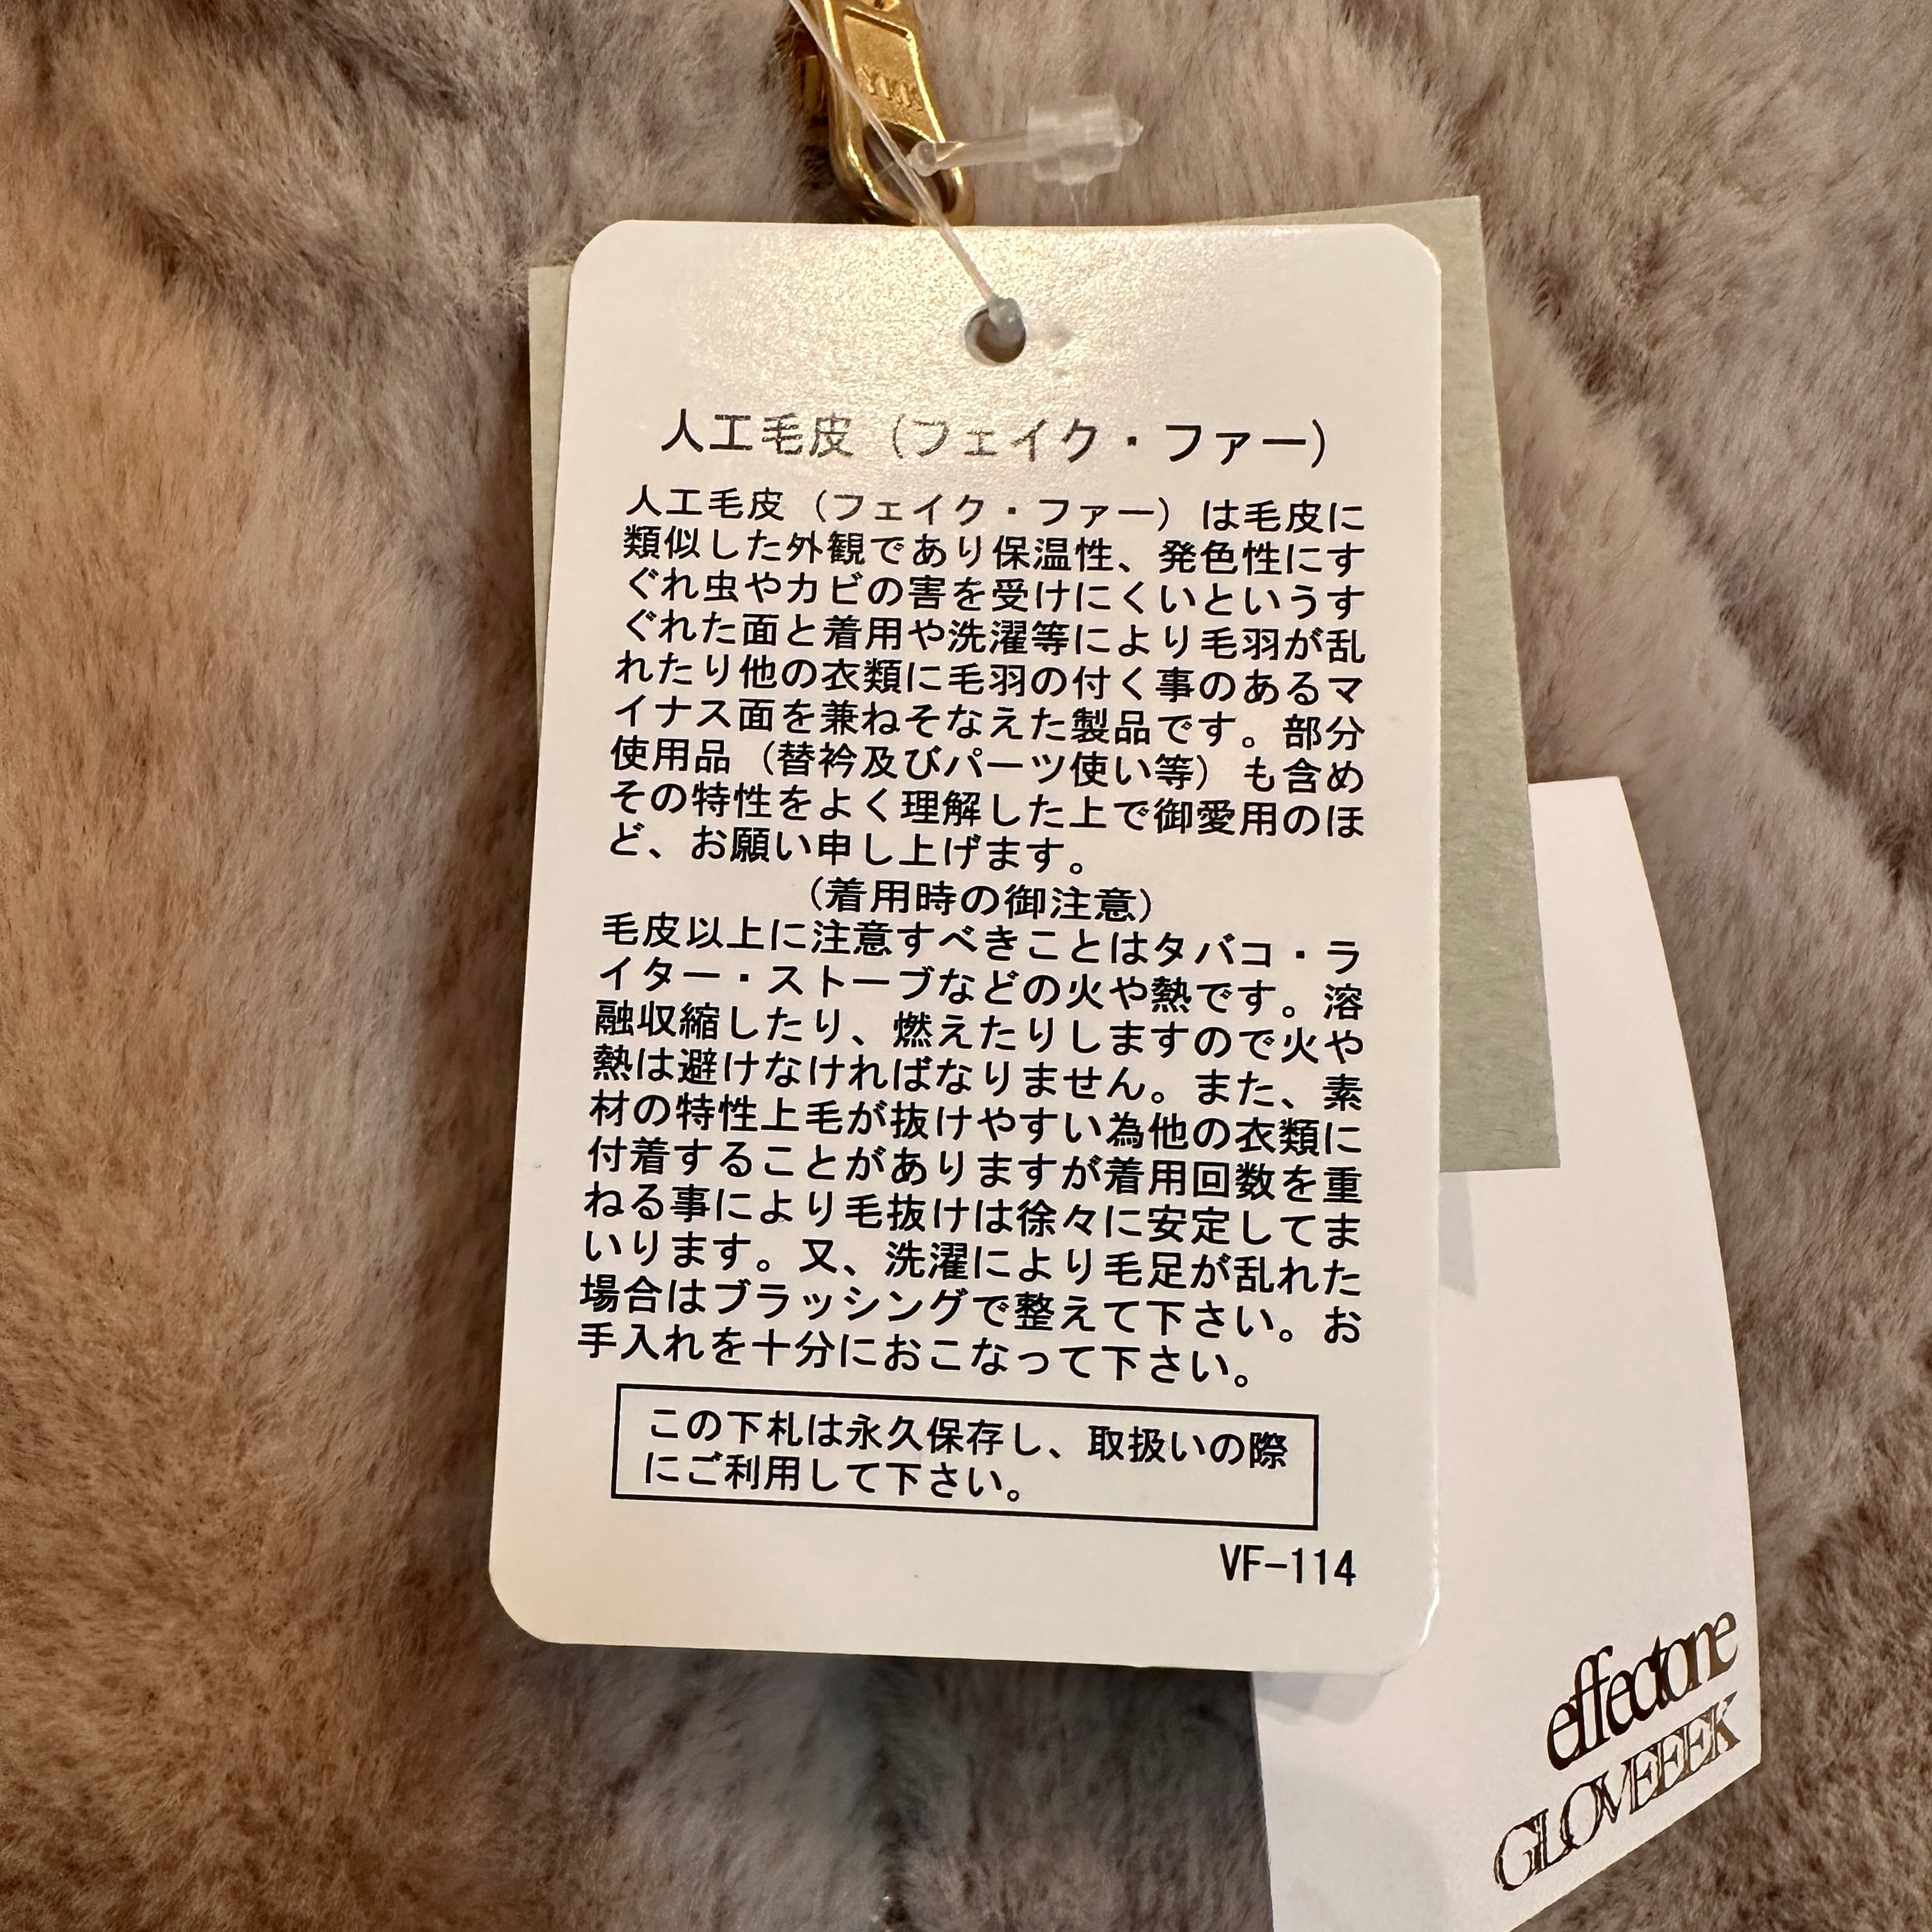 人工毛皮（フェイク・ファー）
人工毛皮（フェイク・ファー）は毛皮に
類似した外観であり保温性、発色性にす
ぐれ虫やカビの害を受けにくいというす
ぐれた面と着用や洗濯等により毛羽が乱
れたり他の衣類に毛羽の付く事のあるマ
イナス面を兼ねそなえた製品です。部分
使用品（替衿及びパーツ使い等）も含め
その特性をよく理解した上で御愛用のほ
ど、お願い申し上げます。
（着用時の御注意）
毛皮以上に注意すべきことはタバコ・ラ
イター・ストーブなどの火や熱です。溶
融収縮したり、燃えたりしますので火や
熱は避けなければなりません。また、素
材の特性上毛が抜けやすい為他の衣類に
付着することがありますが着用回数を重
ねる事により毛抜けは徐々に安定してま
いります。又、洗濯により毛足が乱れた
場合はブラッシングで整えて下さい。お
手入れを十分におこなって下さい。
この下札は永久保存し、取扱いの際
にご利用して下さい。
VF-114
effectone